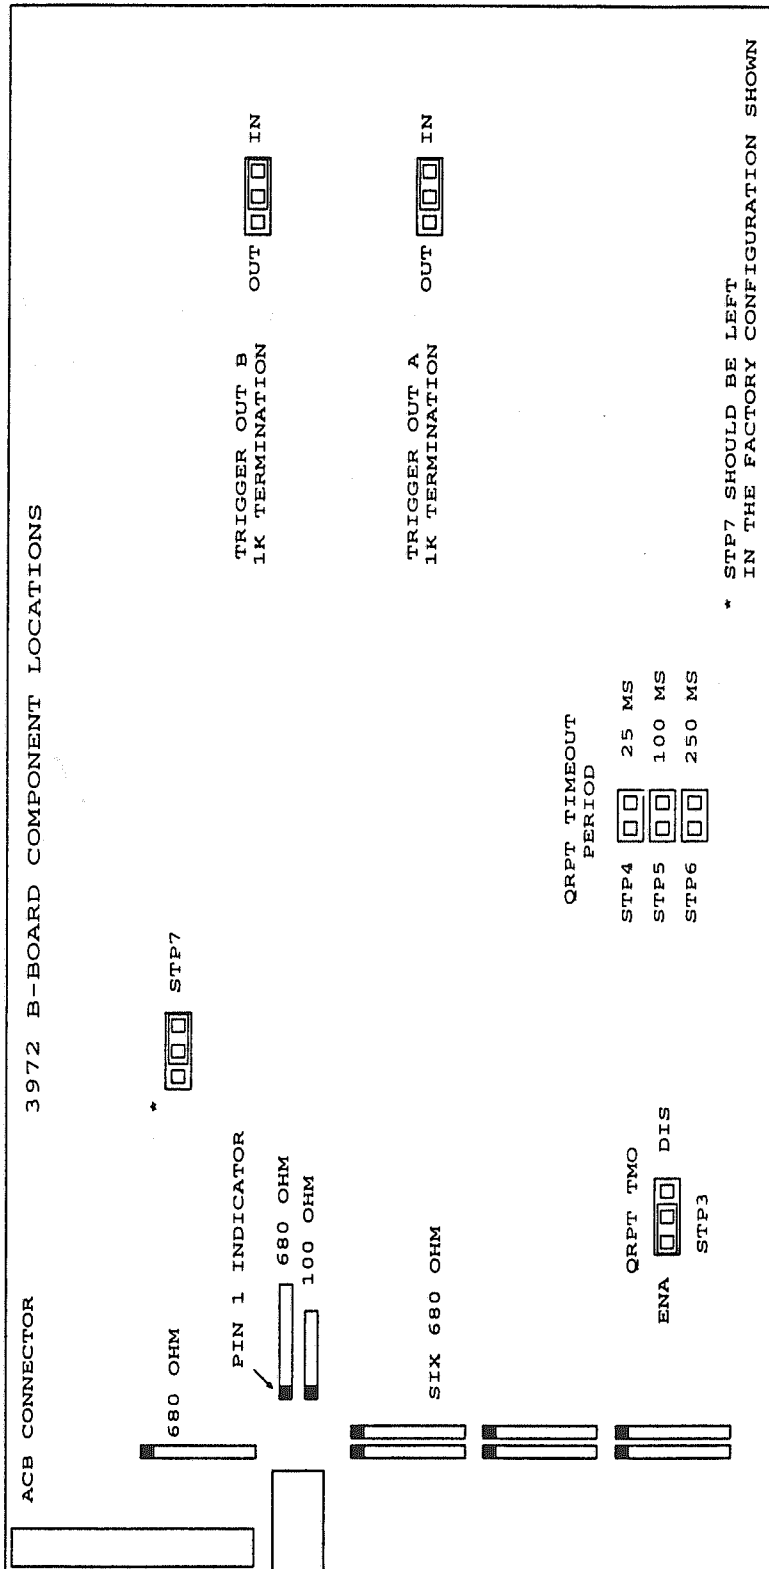 3972 B-BOARD COMPONENT LOCATIONS
ACB CONNECTOR
680 OHM
*
STP7
PIN 1 INDICATOR
680 OHM
100 OHM
TRIGGER OUT B
1K TERMINATION
OUT
IN
SIX 680 OHM
TRIGGER OUT A
1K TERMINATION
OUT
IN
QRPT TMO
ENA
DIS
STP3
QRPT TIMEOUT
PERIOD
STP4
25 MS
STP5
100 MS
STP6
250 MS
* STP7 SHOULD BE LEFT
IN THE FACTORY CONFIGURATION SHOWN